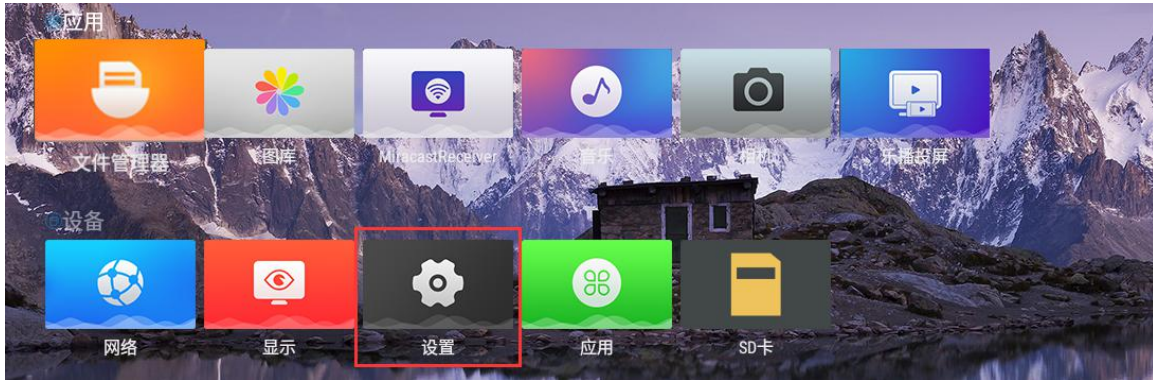 应用
文件管理器
图库
MiracastReceiver
音乐
相机
乐播投屏
设备
网络
显示
设置
应用
SD卡